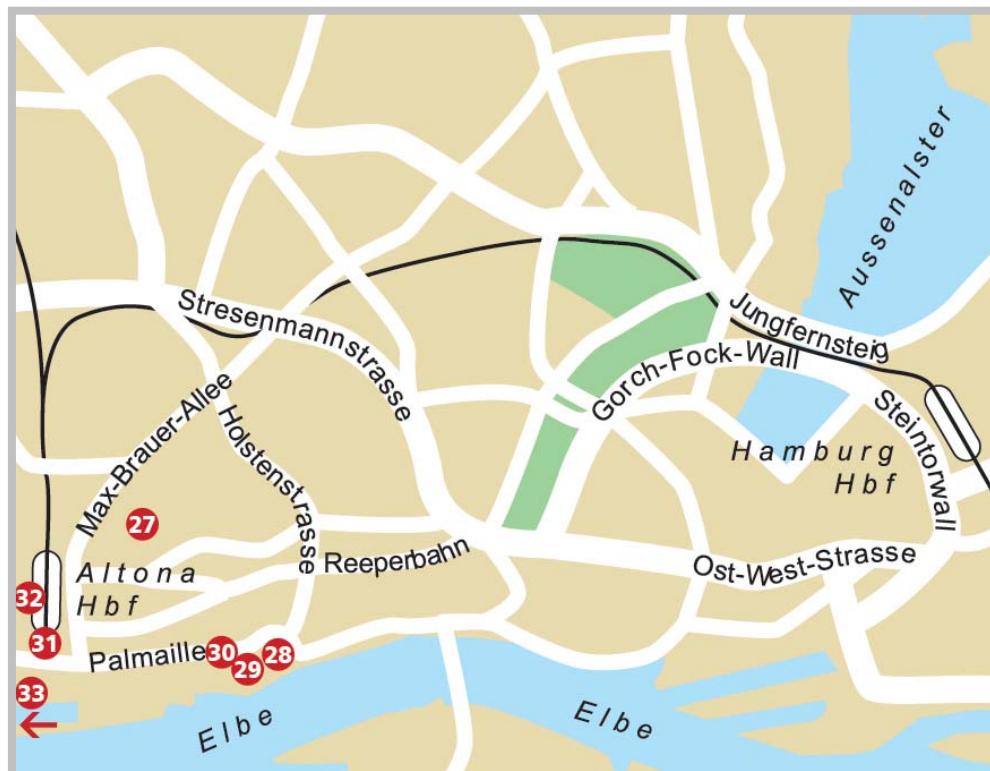 Aussenalster
Stresenmannstrasse
Jungfernsteig
Gorch-Fock-Wall
Max-Brauer-Allee
Holstenstrasse
Steintorwall
Hamburg
Hbf
27
Reeperbahn
Ost-West-Strasse
Altona
Hbf
32
31
Palmaille
30
29
28
33
Elbe
Elbe